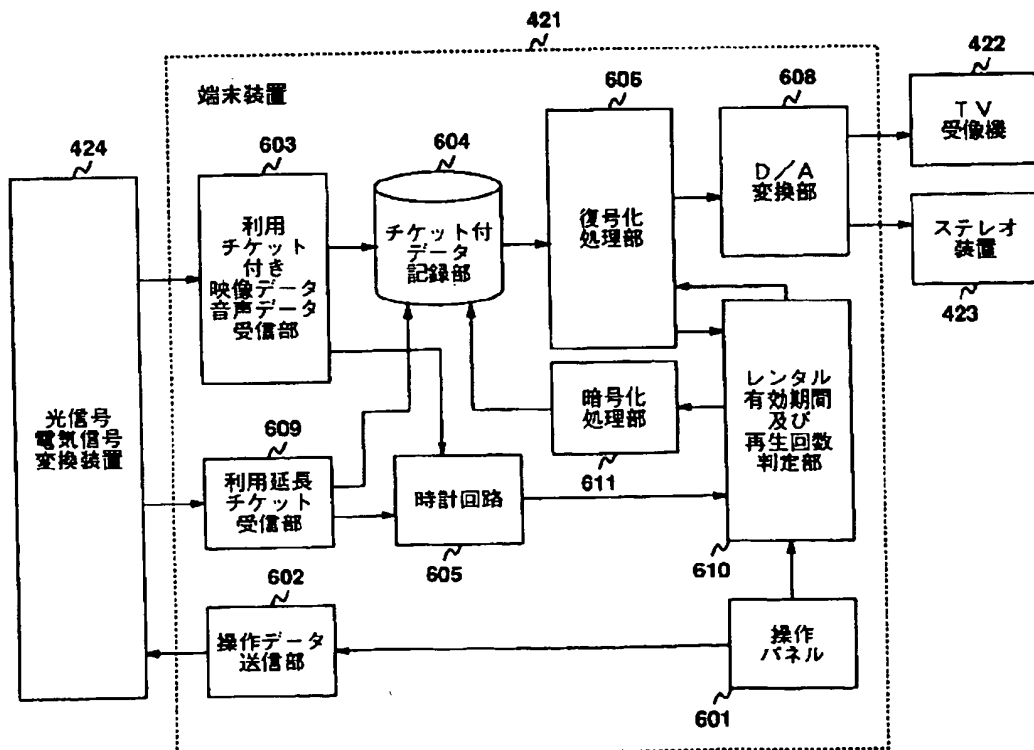 421
422
端末装置
606
608
TV
受像機
424
603
604
D/A
変換部
利用
チケット
付き
映像データ
音声データ
受信部
チケット付
データ
記録部
復号化
処理部
ステレオ
装置
423
光信号
電気信号
変換装置
609
利用延長
チケット
受信部
時計回路
605
暗号化
処理部
611
レンタル
有効期間
及び
再生回数
判定部
610
602
操作データ
送信部
操作
パネル
601